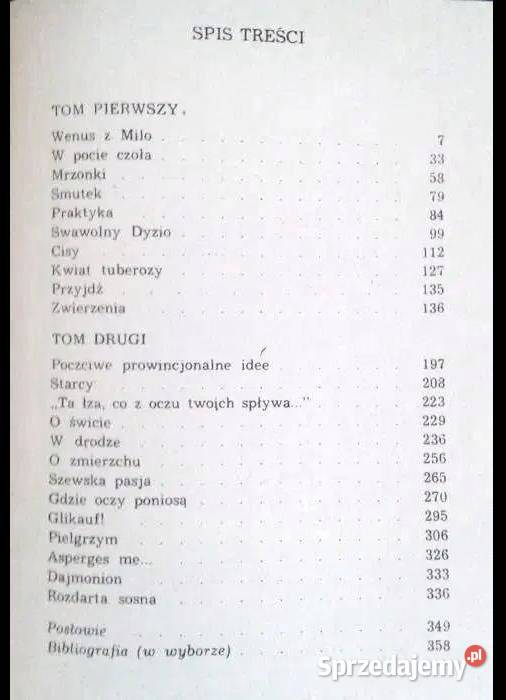 SPIS TREŚCI
TOM PIERWSZY.
Wenus z Milo . . . . . . . . 7
W pocie czoła . . . . . . . . 33
Mrzonki . . . . . . . . 58
Smutek . . . . . . . . 79
Praktyka . . . . . . . . 84
Swawolny Dyzio . . . . . . . . 99
Cisy . . . . . . . . 112
Kwiat tuberozy . . . . . . . . 127
Przyjdź . . . . . . . . 135
Zwierzenia . . . . . . . . 136
TOM DRUGI
Poczciwe prowincjonalne idee . . . . . 197
Starcy . . . . . . . . 208
„Ta łza, co z oczu twoich spływa..." . . . . 223
O świcie . . . . . . . . 229
W drodze . . . . . . . . 236
O zmierzchu . . . . . . . . 256
Szewska pasja . . . . . . . . 265
Gdzie oczy poniosą . . . . . . . . 270
Glikauf! . . . . . . . . 295
Pielgrzym . . . . . . . . 306
Asperges me... . . . . . . . . 326
Dajmonion . . . . . . . . 333
Rozdarta sosna . . . . . . . . 336
Posłowie . . . . . . . . 349
Bibliografia (w wyborze) . . . . . . . 358
Sprzedajemy.pl